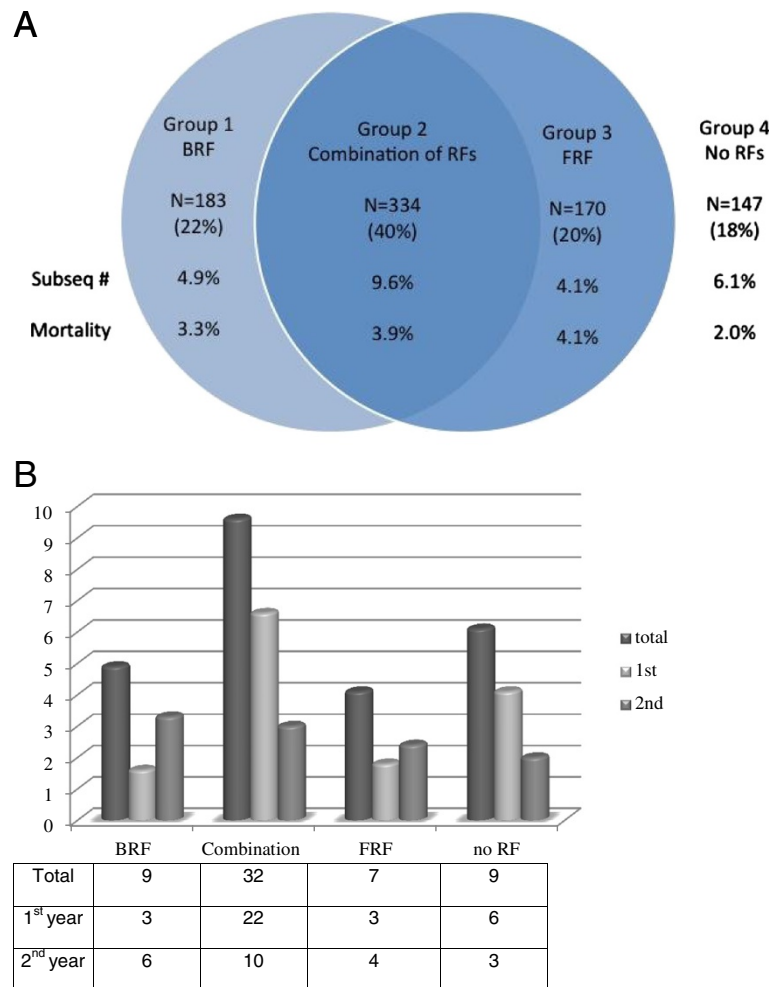 A
Group 1
BRF
Group 2
Combination of RFs
Group 3
FRF
Group 4
No RFs
N=183
(22%)
N=334
(40%)
N=170
(20%)
N=147
(18%)
Subseq # 4.9% 9.6% 4.1% 6.1%
Mortality 3.3% 3.9% 4.1% 2.0%
B
10
9
8
7
6
5
4
3
2
1
0
total
1st
2nd
BRF Combination FRF no RF
Total 9 32 7 9
1st year 3 22 3 6
2nd year 6 10 4 3